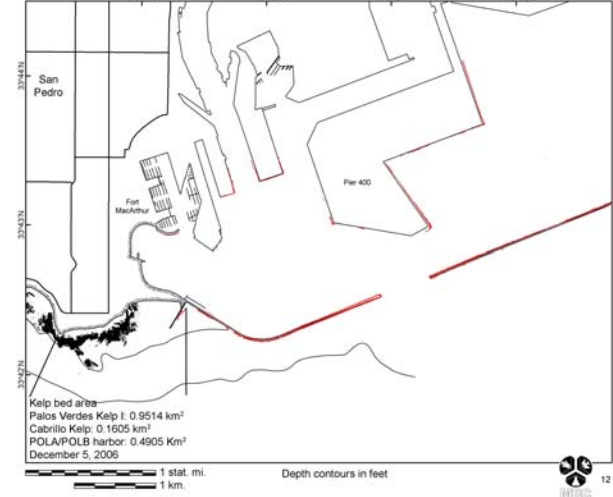 33°44'N
San
Pedro
Pier 400
Fort
MacArthur
33°43'N
33°42'N
Kelp bed area
Palos Verdes Kelp I: 0.9514 km²
Cabrillo Kelp: 0.1605 km²
POLA/POLB harbor: 0.4905 Km²
December 5, 2006
1 stat. mi.
1 km.
Depth contours in feet
MBC
12